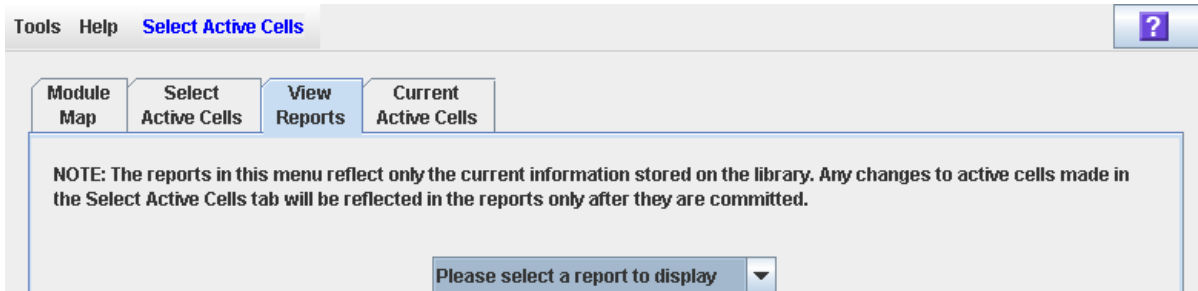 Tools Help Select Active Cells ?
Module Map
Select Active Cells
View Reports
Current Active Cells
NOTE: The reports in this menu reflect only the current information stored on the library. Any changes to active cells made in
the Select Active Cells tab will be reflected in the reports only after they are committed.
Please select a report to display